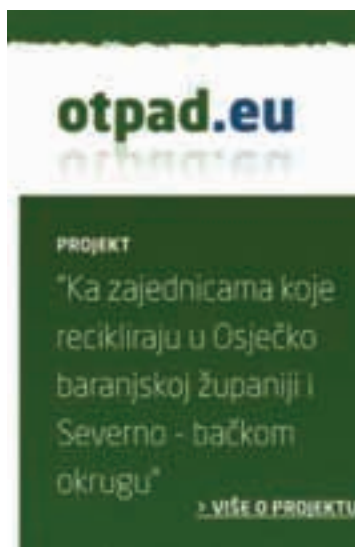 otpad.eu
PROJEKT
"Ka zajednicama koje
recikliraju u Osječko
baranjskoj županiji i
Severno - bačkom
okrugu"
> VIŠE O PROJEKTU